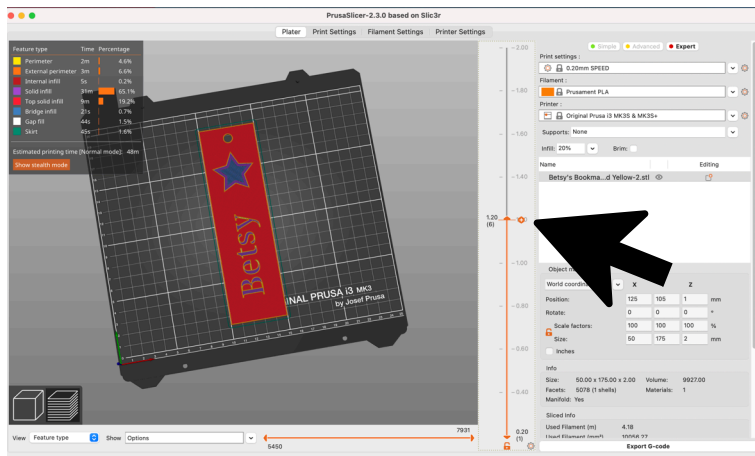 PrusaSlicer-2.3.0 based on Slic3r
Plater Print Settings Filament Settings Printer Settings
Feature type Time Percentage
Perimeter 2m 4.6%
External perimeter 3m 6.6%
Internal infill 5s 0.2%
Solid infill 31m 65.1%
Top solid infill 9m 19.2%
Bridge infill 21s 0.7%
Gap fill 44s 1.5%
Skirt 45s 1.6%
Estimated printing time [Normal mode]: 48m
Show stealth mode
Betsy
ORIGINAL PRUSA i3 MK3
by Josef Prusa
View Feature type Show Options
7931
5450
2.00
1.80
1.60
1.40
1.20
(6)
1.00
0.80
0.60
0.40
0.20
(1)
Simple Advanced Expert
Print settings :
0.20mm SPEED
Filament :
Prusament PLA
Printer :
Original Prusa i3 MK3S & MK3S+
Supports: None
Infill: 20% Brim:
Name Editing
Betsy's Bookma...d Yellow-2.stl
Object m
World coordina X Z
Position: 125 105 1 mm
Rotate: 0 0 0 °
Scale factors: 100 100 100 %
Size: 50 175 2 mm
Inches
Info
Size: 50.00 x 175.00 x 2.00 Volume: 9927.00
Facets: 5078 (1 shells) Materials: 1
Manifold: Yes
Sliced Info
Used Filament (m) 4.18
Used Filament (mm³) 10056.27
Export G-code